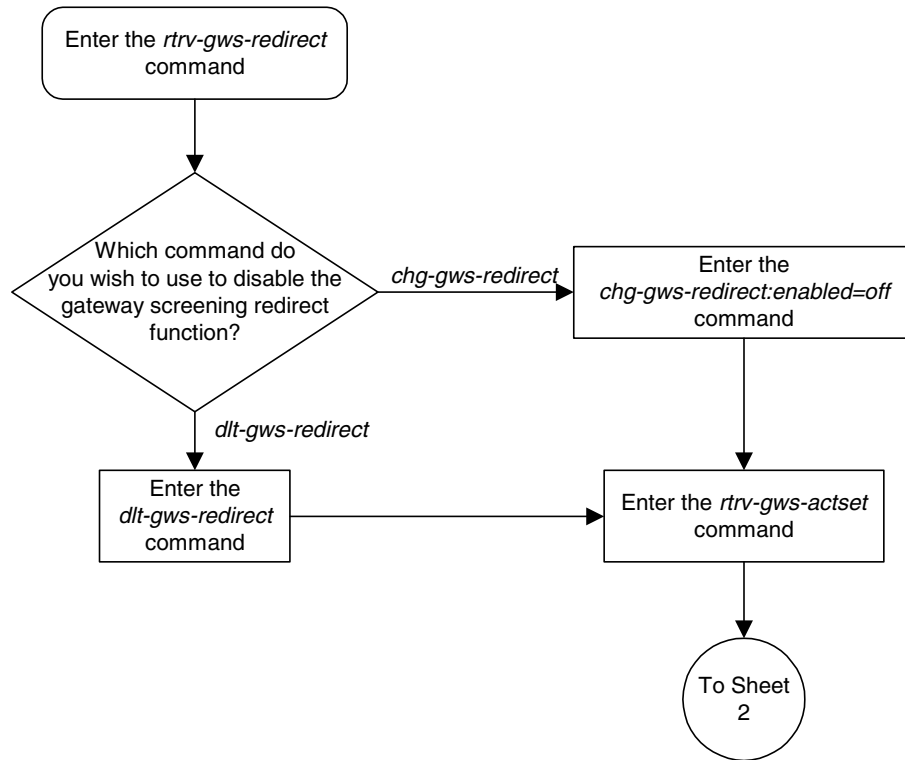 Enter the rtrv-gws-redirect
command
Which command do
you wish to use to disable the
gateway screening redirect
function?
chg-gws-redirect
Enter the
chg-gws-redirect:enabled=off
command
dlt-gws-redirect
Enter the
dlt-gws-redirect
command
Enter the rtrv-gws-actset
command
To Sheet
2